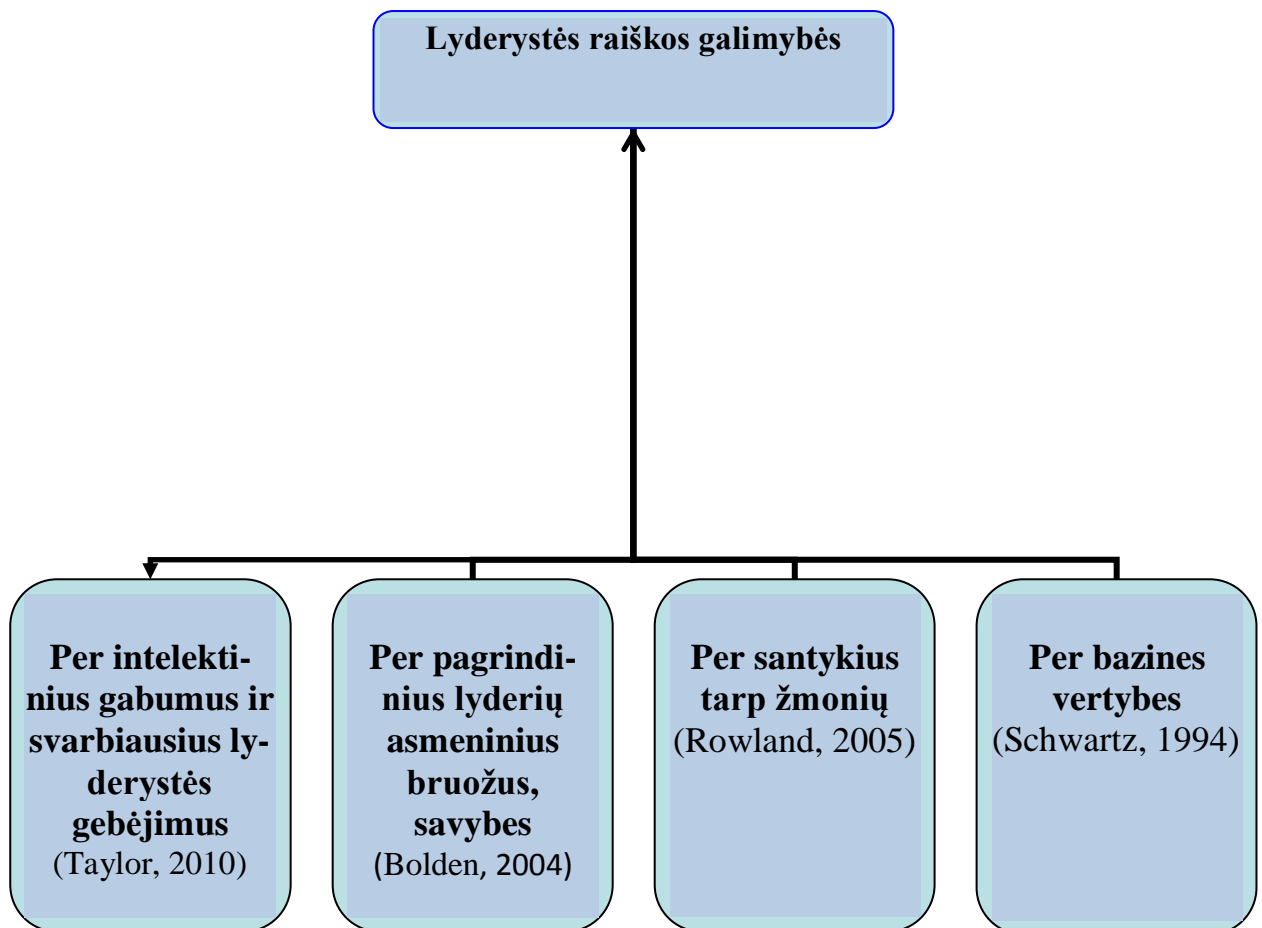 Lyderystės raiškos galimybės
Per intelekti-
nius gabumus ir
svarbiausius ly-
derystės
gebėjimus
(Taylor, 2010)
Per pagrindi-
nius lyderių
asmeninius
bruožus,
savybes
(Bolden, 2004)
Per santykius
tarp žmonių
(Rowland, 2005)
Per bazines
vertybes
(Schwartz, 1994)